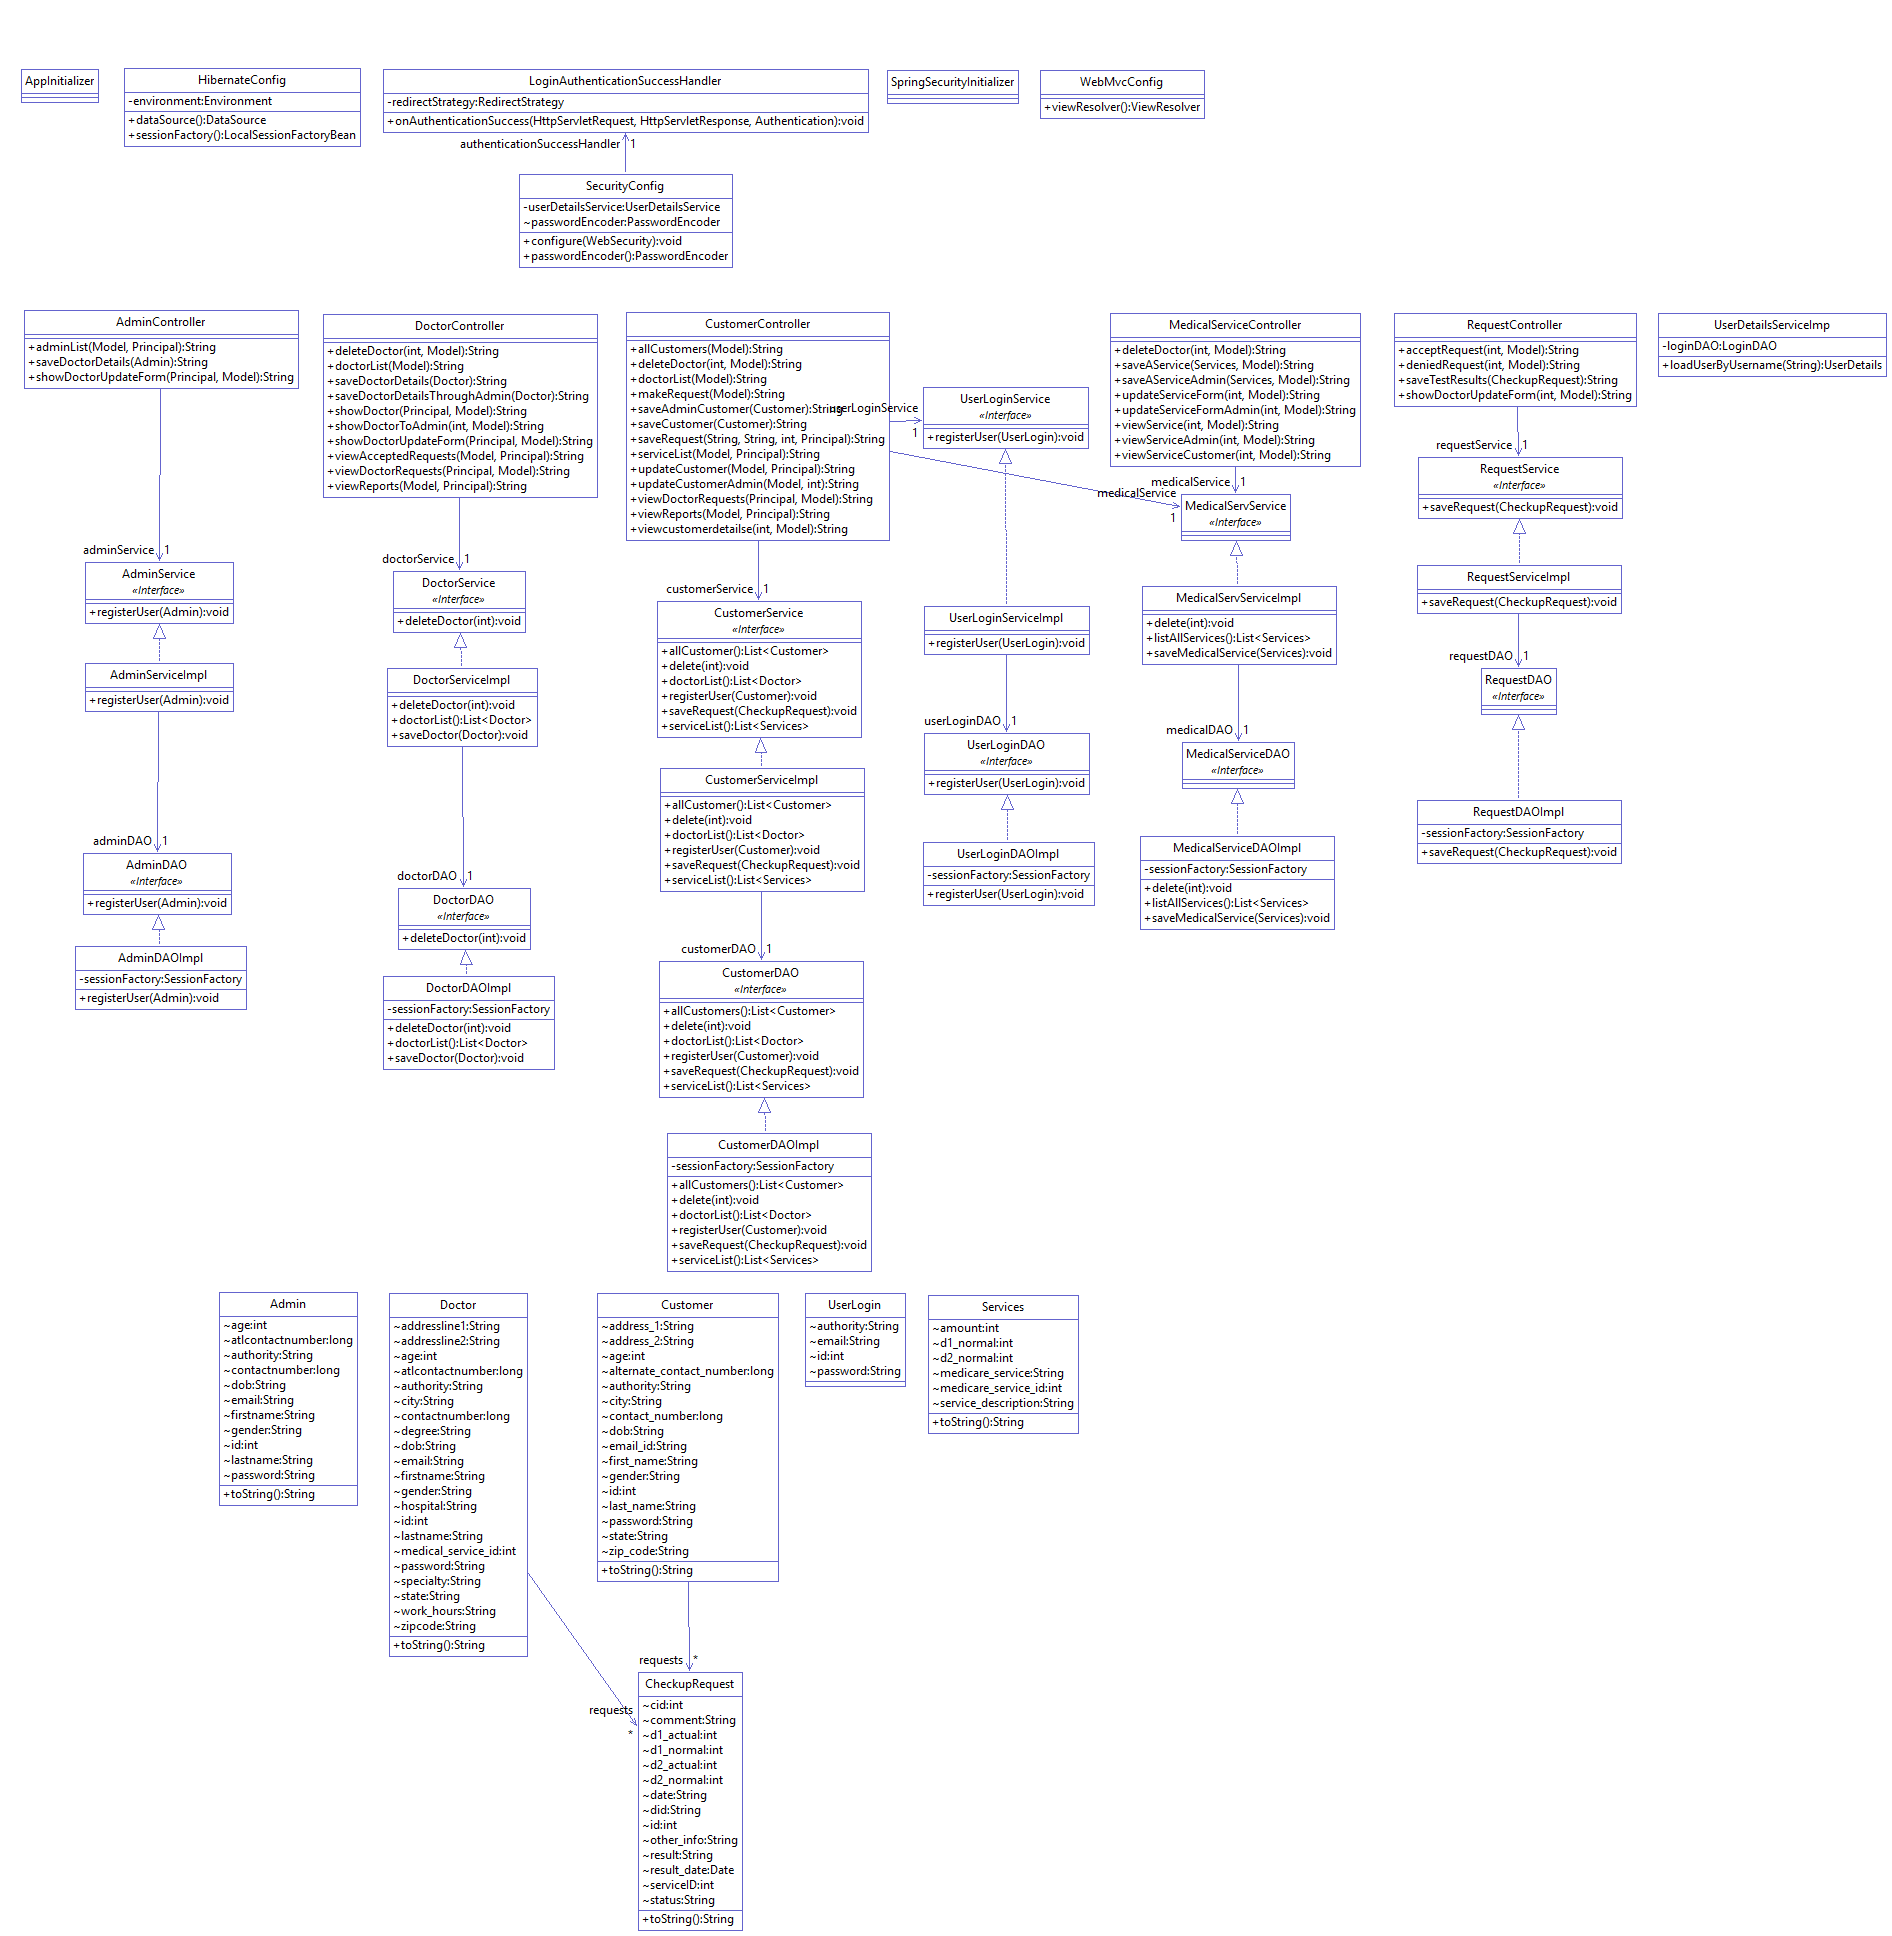 AppInitializer
HibernateConfig
-environment:Environment
+dataSource():DataSource
+sessionFactory():LocalSessionFactoryBean
LoginAuthenticationSuccessHandler
-redirectStrategy:RedirectStrategy
+onAuthenticationSuccess(HttpServletRequest, HttpServletResponse, Authentication):void
SpringSecurityInitializer
WebMvcConfig
+viewResolver():ViewResolver
authenticationSuccessHandler 1
SecurityConfig
-userDetailsService:UserDetailsService
~passwordEncoder:PasswordEncoder
+configure(WebSecurity):void
+passwordEncoder():PasswordEncoder
AdminController
+adminList(Model, Principal):String
+saveDoctorDetails(Admin):String
+showDoctorUpdateForm(Principal, Model):String
DoctorController
+deleteDoctor(int, Model):String
+doctorList(Model):String
+saveDoctorDetails(Doctor):String
+saveDoctorDetailsThroughAdmin(Doctor):String
+showDoctor(Principal, Model):String
+showDoctorToAdmin(int, Model):String
+showDoctorUpdateForm(Principal, Model):String
+viewAcceptedRequests(Model, Principal):String
+viewDoctorRequests(Principal, Model):String
+viewReports(Model, Principal):String
CustomerController
+allCustomers(Model):String
+deleteDoctor(int, Model):String
+doctorList(Model):String
+makeRequest(Model):String
+saveAdminCustomer(Customer):String
+saveCustomer(Customer):String
+saveRequest(String, String, int, Principal):String
+serviceList(Model, Principal):String
+updateCustomer(Model, Principal):String
+updateCustomerAdmin(Model, int):String
+viewDoctorRequests(Principal, Model):String
+viewReports(Model, Principal):String
+viewcustomerdetailse(int, Model):String
userLoginService
1
UserLoginService
«Interface»
+registerUser(UserLogin):void
MedicalServiceController
+deleteDoctor(int, Model):String
+saveAService(Services, Model):String
+saveAServiceAdmin(Services, Model):String
+updateServiceForm(int, Model):String
+updateServiceFormAdmin(int, Model):String
+viewService(int, Model):String
+viewServiceAdmin(int, Model):String
+viewServiceCustomer(int, Model):String
RequestController
+acceptRequest(int, Model):String
+deniedRequest(int, Model):String
+saveTestResults(CheckupRequest):String
+showDoctorUpdateForm(int, Model):String
UserDetailsServiceImp
-loginDAO:LoginDAO
+loadUserByUsername(String):UserDetails
medicalService 1
medicalService
1
MedicalServService
«Interface»
requestService 1
RequestService
«Interface»
+saveRequest(CheckupRequest):void
adminService 1
AdminService
«Interface»
+registerUser(Admin):void
doctorService 1
DoctorService
«Interface»
+deleteDoctor(int):void
customerService 1
CustomerService
«Interface»
+allCustomer():List<Customer>
+delete(int):void
+doctorList():List<Doctor>
+registerUser(Customer):void
+saveRequest(CheckupRequest):void
+serviceList():List<Services>
UserLoginServiceImpl
+registerUser(UserLogin):void
MedicalServServiceImpl
+delete(int):void
+listAllServices():List<Services>
+saveMedicalService(Services):void
RequestServiceImpl
+saveRequest(CheckupRequest):void
AdminServiceImpl
+registerUser(Admin):void
DoctorServiceImpl
+deleteDoctor(int):void
+doctorList():List<Doctor>
+saveDoctor(Doctor):void
requestDAO 1
RequestDAO
«Interface»
userLoginDAO 1
UserLoginDAO
«Interface»
+registerUser(UserLogin):void
medicalDAO 1
MedicalServiceDAO
«Interface»
CustomerServiceImpl
+allCustomer():List<Customer>
+delete(int):void
+doctorList():List<Doctor>
+registerUser(Customer):void
+saveRequest(CheckupRequest):void
+serviceList():List<Services>
RequestDAOImpl
-sessionFactory:SessionFactory
+saveRequest(CheckupRequest):void
UserLoginDAOImpl
-sessionFactory:SessionFactory
+registerUser(UserLogin):void
MedicalServiceDAOImpl
-sessionFactory:SessionFactory
+delete(int):void
+listAllServices():List<Services>
+saveMedicalService(Services):void
adminDAO 1
AdminDAO
«Interface»
+registerUser(Admin):void
doctorDAO 1
DoctorDAO
«Interface»
+deleteDoctor(int):void
customerDAO 1
CustomerDAO
«Interface»
+allCustomers():List<Customer>
+delete(int):void
+doctorList():List<Doctor>
+registerUser(Customer):void
+saveRequest(CheckupRequest):void
+serviceList():List<Services>
AdminDAOImpl
-sessionFactory:SessionFactory
+registerUser(Admin):void
DoctorDAOImpl
-sessionFactory:SessionFactory
+deleteDoctor(int):void
+doctorList():List<Doctor>
+saveDoctor(Doctor):void
CustomerDAOImpl
-sessionFactory:SessionFactory
+allCustomers():List<Customer>
+delete(int):void
+doctorList():List<Doctor>
+registerUser(Customer):void
+saveRequest(CheckupRequest):void
+serviceList():List<Services>
Admin
~age:int
~atlcontactnumber:long
~authority:String
~contactnumber:long
~dob:String
~email:String
~firstname:String
~gender:String
~id:int
~lastname:String
~password:String
+toString():String
Doctor
~addressline1:String
~addressline2:String
~age:int
~atlcontactnumber:long
~authority:String
~city:String
~contactnumber:long
~degree:String
~dob:String
~email:String
~firstname:String
~gender:String
~hospital:String
~id:int
~lastname:String
~medical_service_id:int
~password:String
~specialty:String
~state:String
~work_hours:String
~zipcode:String
+toString():String
Customer
~address_1:String
~address_2:String
~age:int
~alternate_contact_number:long
~authority:String
~city:String
~contact_number:long
~dob:String
~email_id:String
~first_name:String
~gender:String
~id:int
~last_name:String
~password:String
~state:String
~zip_code:String
+toString():String
UserLogin
~authority:String
~email:String
~id:int
~password:String
Services
~amount:int
~d1_normal:int
~d2_normal:int
~medicare_service:String
~medicare_service_id:int
~service_description:String
+toString():String
requests *
requests
*
CheckupRequest
~cid:int
~comment:String
~d1_actual:int
~d1_normal:int
~d2_actual:int
~d2_normal:int
~date:String
~did:String
~id:int
~other_info:String
~result:String
~result_date:Date
~serviceID:int
~status:String
+toString():String